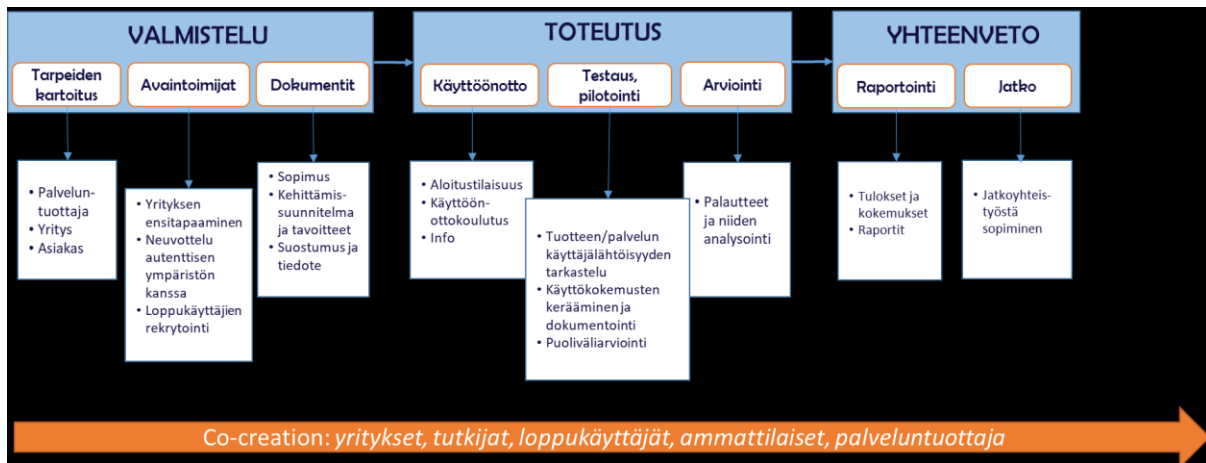 VALMISTELU
Tarpeiden
kartoitus
Avaintoimijat
Dokumentit
• Palvelun-
tuottaja
• Yritys
• Asiakas
• Yrityksen
ensitapaaminen
• Neuvottelu
autenttisen
ympäristön
kanssa
• Loppukäyttäjien
rekrytointi
• Sopimus
• Kehittämis-
suunnitelma
ja tavoitteet
• Suostumus ja
tiedote
TOTEUTUS
Käyttöönotto
Testaus,
pilotointi
Arviointi
• Aloitustilaisuus
• Käyttöön-
ottokoulutus
• Info
• Tuotteen/palvelun
käyttäjälähtöisyyden
tarkastelu
• Käyttökokemusten
kerääminen ja
dokumentointi
• Puoliväliarviointi
• Palautteet
ja niiden
analysointi
YHTEENVETO
Raportointi
Jatko
• Tulokset ja
kokemukset
• Raportit
• Jatkoyhteis-
työstä
sopiminen
Co-creation: yritykset, tutkijat, loppukäyttäjät, ammattilaiset, palveluntuottaja